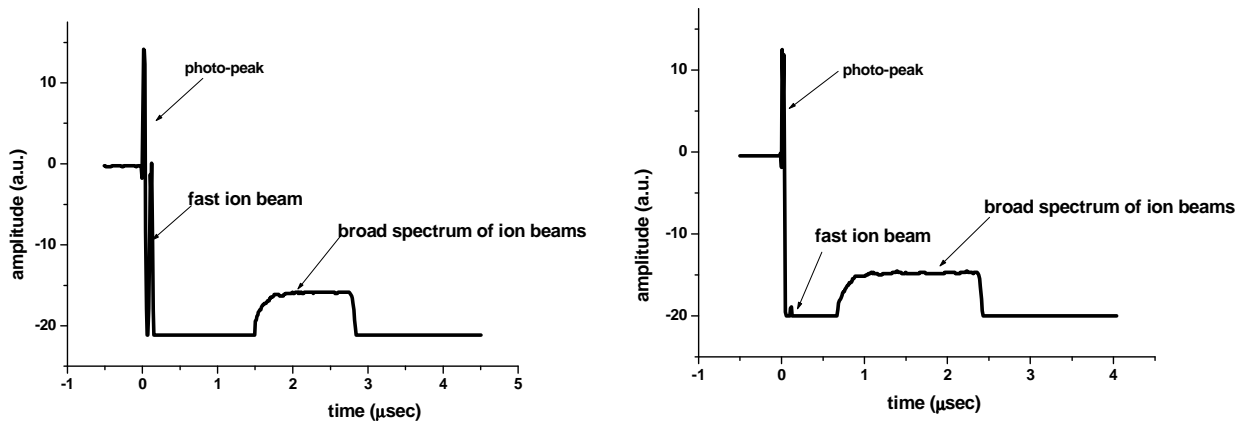 photo-peak
fast ion beam
broad spectrum of ion beams
amplitude (a.u.)
10
0
-10
-20
-1
0
1
2
3
4
5
time (μsec)
photo-peak
broad spectrum of ion beams
fast ion beam
amplitude (a.u.)
10
0
-10
-20
-1
0
1
2
3
4
time (μsec)